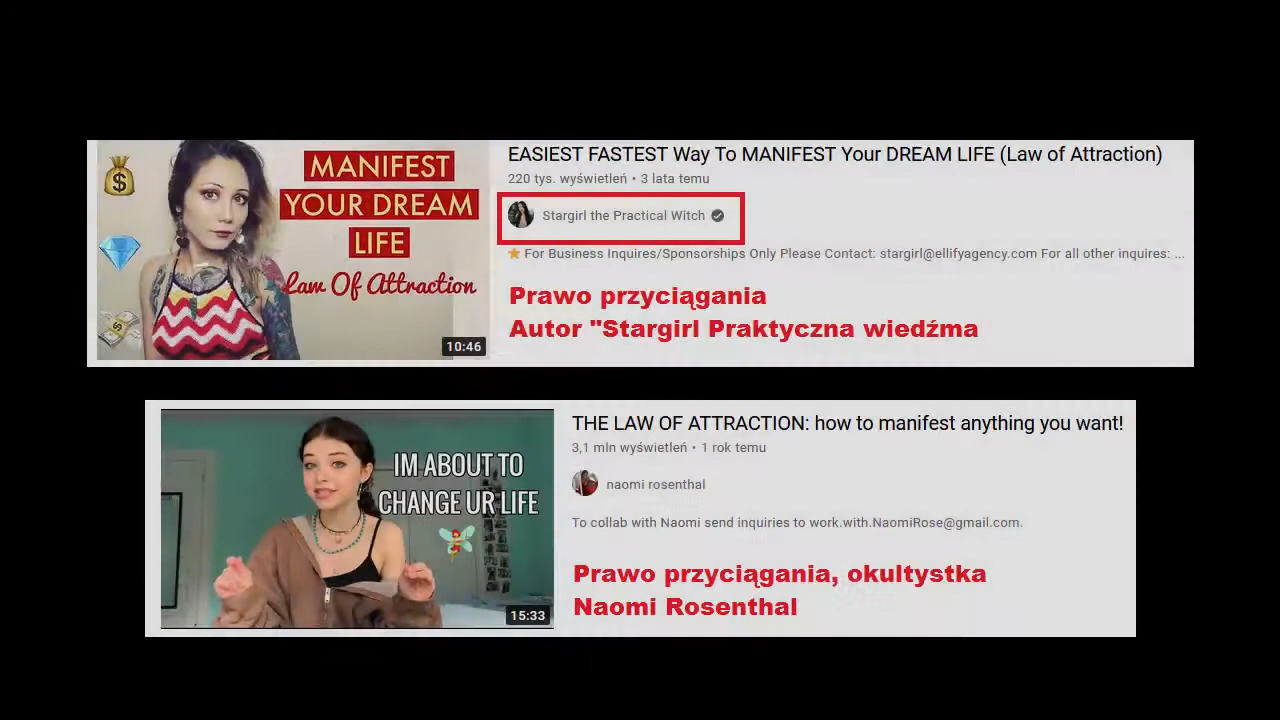 MANIFEST
YOUR DREAM
LIFE
Law Of Attraction
10:46
EASIEST FASTEST Way To MANIFEST Your DREAM LIFE (Law of Attraction)
220 tys. wyświetleń • 3 lata temu
Stargirl the Practical Witch
For Business Inquires/Sponsorships Only Please Contact: stargirl@ellifyagency.com For all other inquires: ...
Prawo przyciągania
Autor "Stargirl Praktyczna wiedźma
IM ABOUT TO
CHANGE UR LIFE
15:33
THE LAW OF ATTRACTION: how to manifest anything you want!
3,1 mln wyświetleń • 1 rok temu
naomi rosenthal
To collab with Naomi send inquiries to work.with.NaomiRose@gmail.com.
Prawo przyciągania, okultystka
Naomi Rosenthal